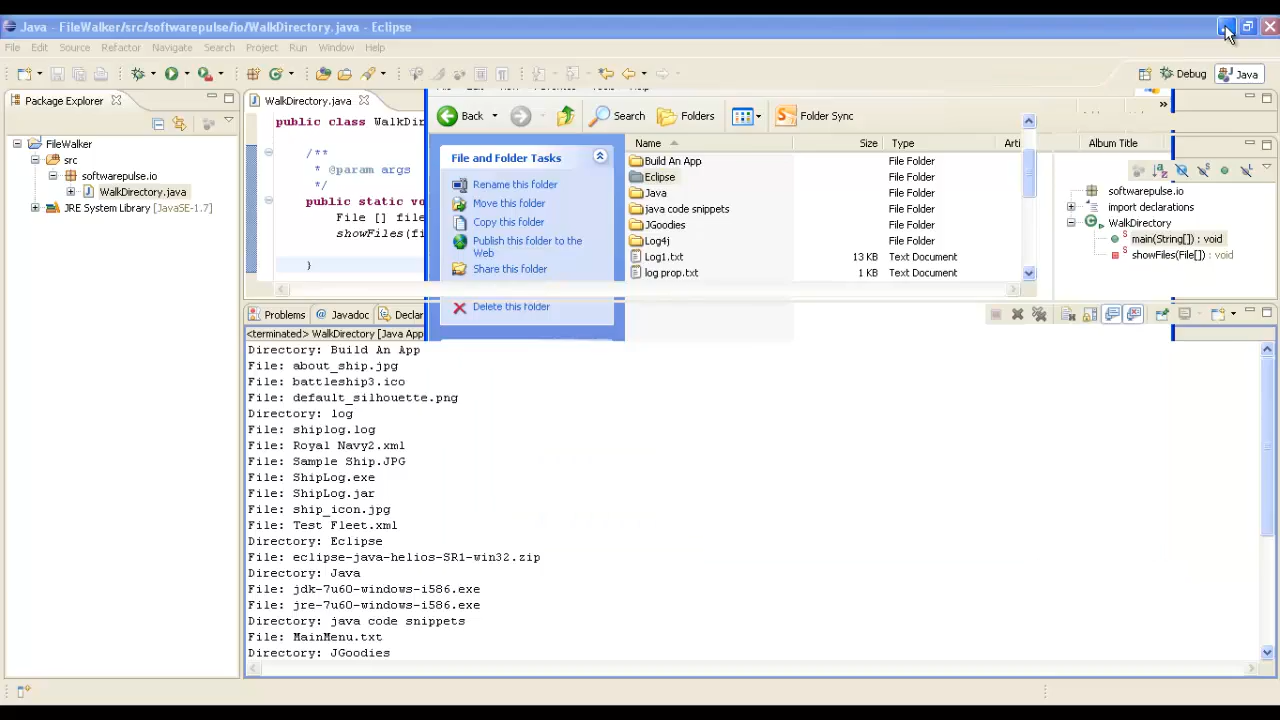 Java - FileWalker/src/softwarepulse/io/WalkDirectory.java - Eclipse
File Edit Source Refactor Navigate Search Project Run Window Help
Debug Java
Package Explorer
FileWalker
src
softwarepulse.io
WalkDirectory.java
JRE System Library [JavaSE-1.7]
WalkDirectory.java
public class WalkDir
/**
* @param args
*/
public static vo
File [] file
showFiles(fi
}
Back Search Folders Folder Sync
File and Folder Tasks
Rename this folder
Move this folder
Copy this folder
Publish this folder to the
Web
Share this folder
Delete this folder
Name Size Type Arti Album Title
Build An App File Folder
Eclipse File Folder
Java File Folder
java code snippets File Folder
JGoodies File Folder
Log4j File Folder
Log1.txt 13 KB Text Document
log prop.txt 1 KB Text Document
softwarepulse.io
import declarations
WalkDirectory
main(String[]) : void
showFiles(File[]) : void
Problems Javadoc Declar
<terminated> WalkDirectory [Java App
Directory: Build An App
File: about_ship.jpg
File: battleship3.ico
File: default_silhouette.png
Directory: log
File: shiplog.log
File: Royal Navy2.xml
File: Sample Ship.JPG
File: ShipLog.exe
File: ShipLog.jar
File: ship_icon.jpg
File: Test Fleet.xml
Directory: Eclipse
File: eclipse-java-helios-SR1-win32.zip
Directory: Java
File: jdk-7u60-windows-i586.exe
File: jre-7u60-windows-i586.exe
Directory: java code snippets
File: MainMenu.txt
Directory: JGoodies